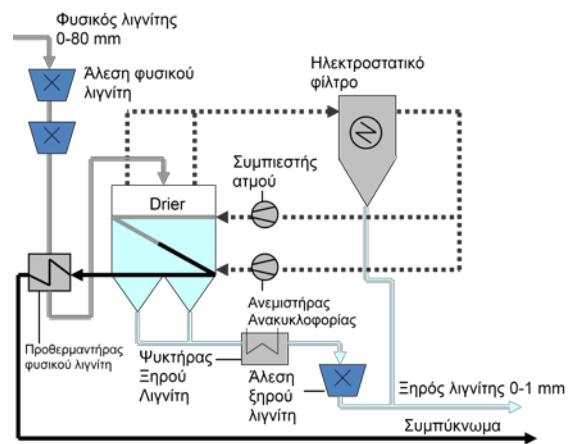 Φυσικός λιγνίτης
0-80 mm
Άλεση φυσικού
λιγνίτη
Ηλεκτροστατικό
φίλτρο
Συμπιεστής
ατμού
Drier
Ανεμιστήρας
Ανακυκλοφορίας
Προθερμαντήρας
φυσικού λιγνίτη
Ψυκτήρας
Ξηρού
Λιγνίτη
Άλεση
ξηρού
λιγνίτη
Ξηρός λιγνίτης 0-1 mm
Συμπύκνωμα